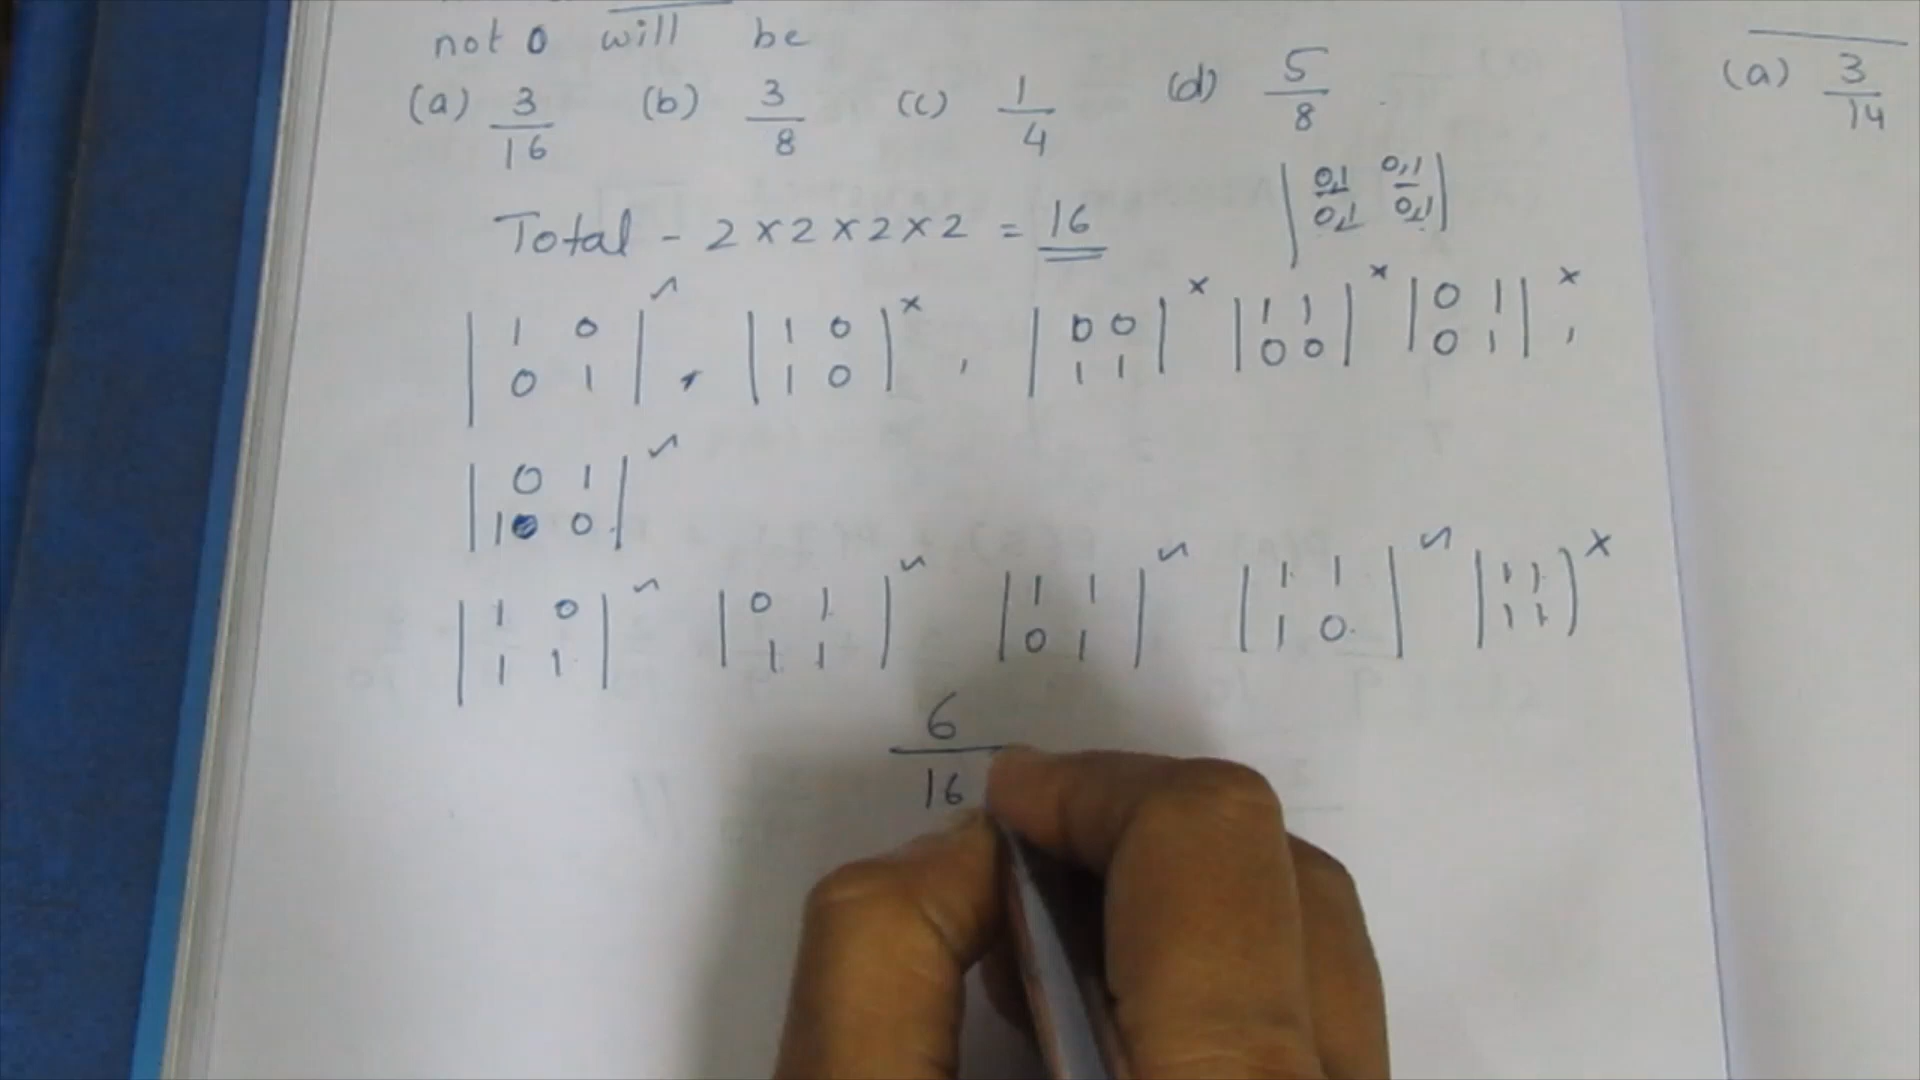 not 0 will be
(a) 3/16 (b) 3/8 (c) 1/4 (d) 5/8
(a) 3/14
Total - 2 × 2 × 2 × 2 = 16
|0,1 0,1|
|0,1 0,1|
|1 0| ✓, |1 0| ×, |0 0| × |1 1| × |0 1| ×,
|0 1| |1 0| |1 1| |0 0| |0 1|
|0 1| ✓
|1 0|
|1 0| ✓ |0 1| ✓ |1 1| ✓ |1 1| ✓ |1 1) ×
|1 1| |1 1| |0 1| |1 0| |1 1)
6
16